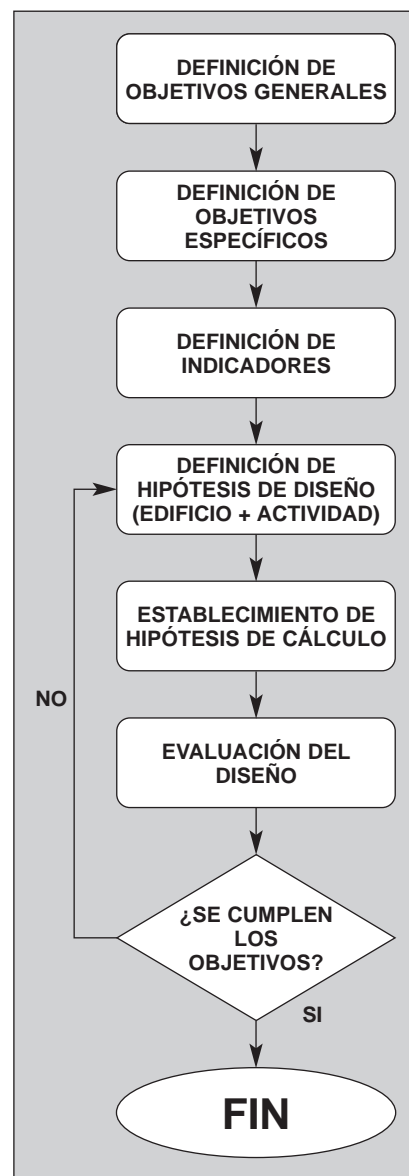 DEFINICIÓN DE
OBJETIVOS GENERALES
DEFINICIÓN DE
OBJETIVOS
ESPECÍFICOS
DEFINICIÓN DE
INDICADORES
DEFINICIÓN DE
HIPÓTESIS DE DISEÑO
(EDIFICIO + ACTIVIDAD)
ESTABLECIMIENTO DE
HIPÓTESIS DE CÁLCULO
NO
EVALUACIÓN DEL
DISEÑO
¿SE CUMPLEN
LOS
OBJETIVOS?
SI
FIN